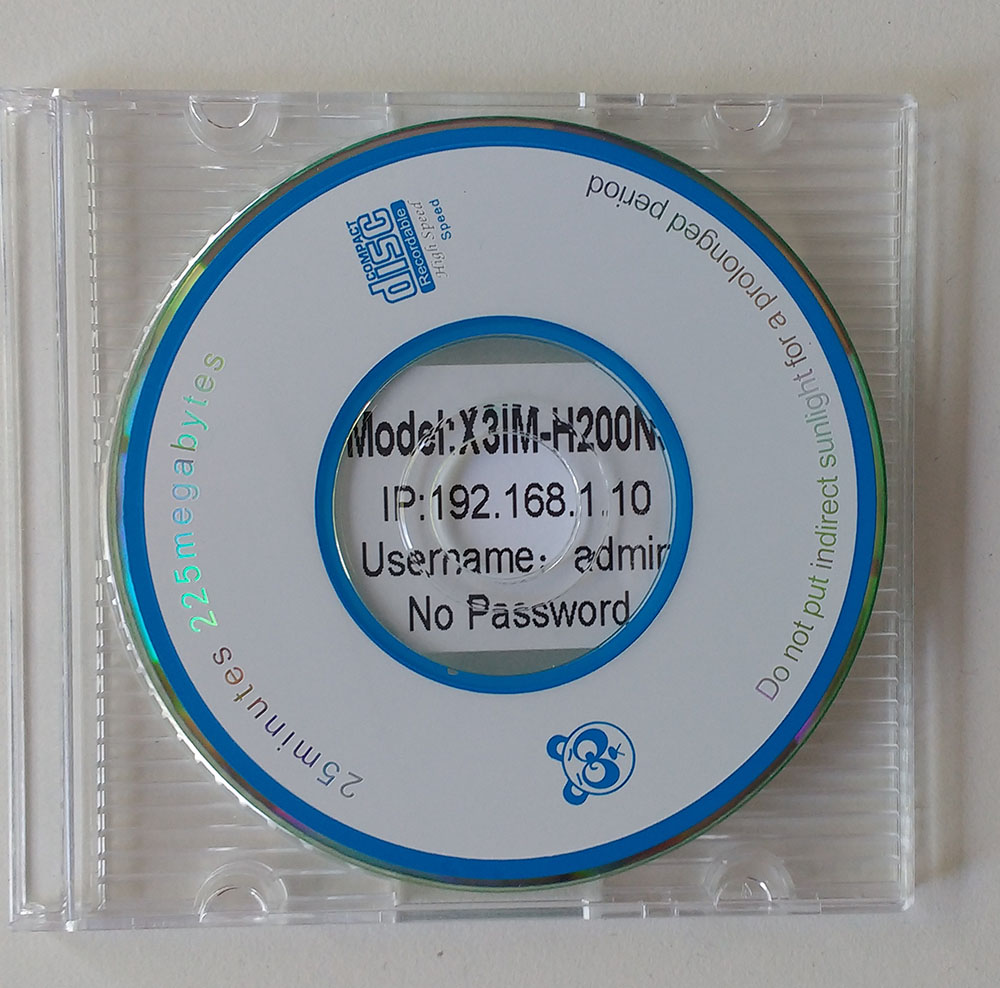 COMPACT
disc
Recordable
High Speed
Speed
Do not put indirect sunlight for a prolonged period
Model:X3IM-H200N
IP:192.168.1.10
Username: admin
No Password
25minutes 225megabytes